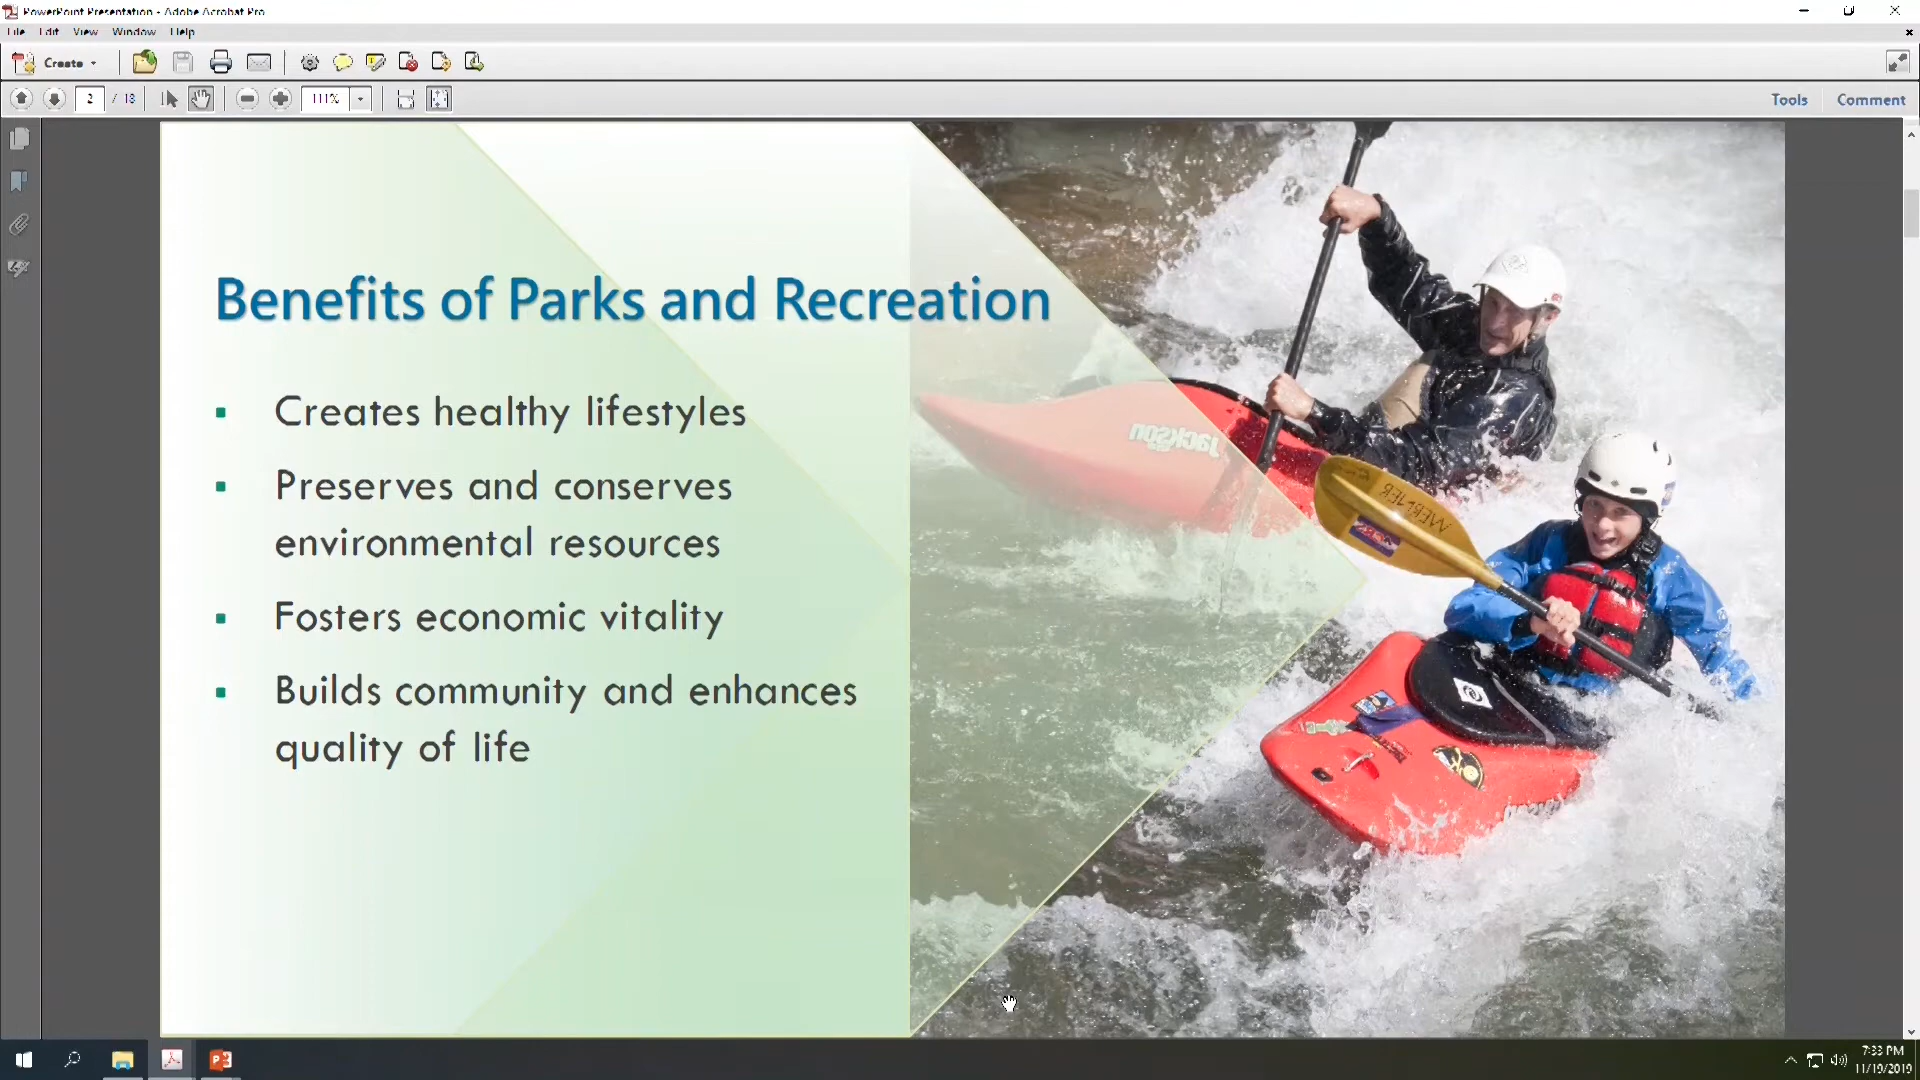 PowerPoint Presentation - Adobe Acrobat Pro
File Edit View Window Help
Create
2 / 18 111% Tools Comment
Benefits of Parks and Recreation
Creates healthy lifestyles
Preserves and conserves
environmental resources
Fosters economic vitality
Builds community and enhances
quality of life
Jackson
WERNER
7:33 PM
11/19/2019